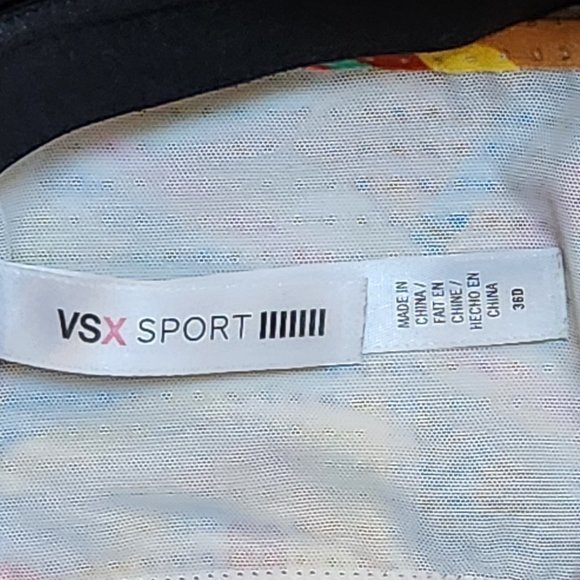 VSX SPORT
MADE IN
CHINA /
FAIT EN
CHINE /
HECHO EN
CHINA
36D